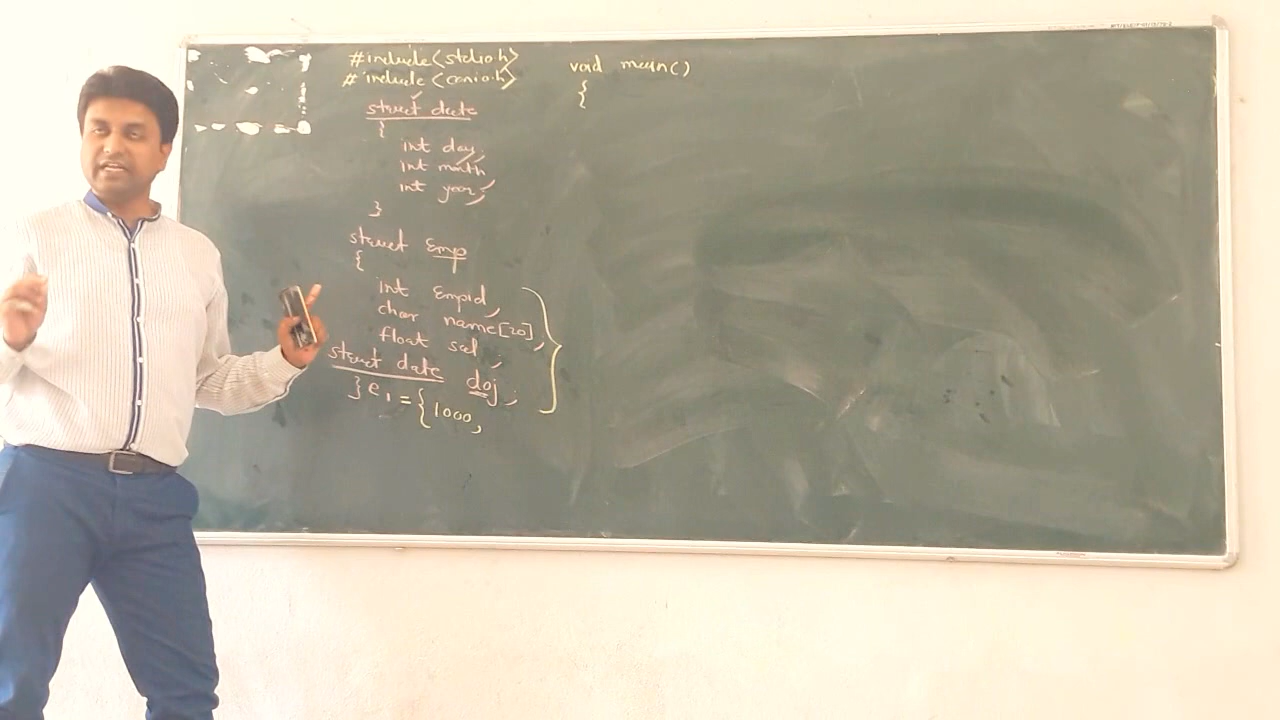 #include<stdio.h>
#include<conio.h>
struct date
{
int day;
int month;
int year;
}
struct Emp
{
int Empid;
char name[20];
float sal;
struct date doj;
}e1={1000,
void main()
{